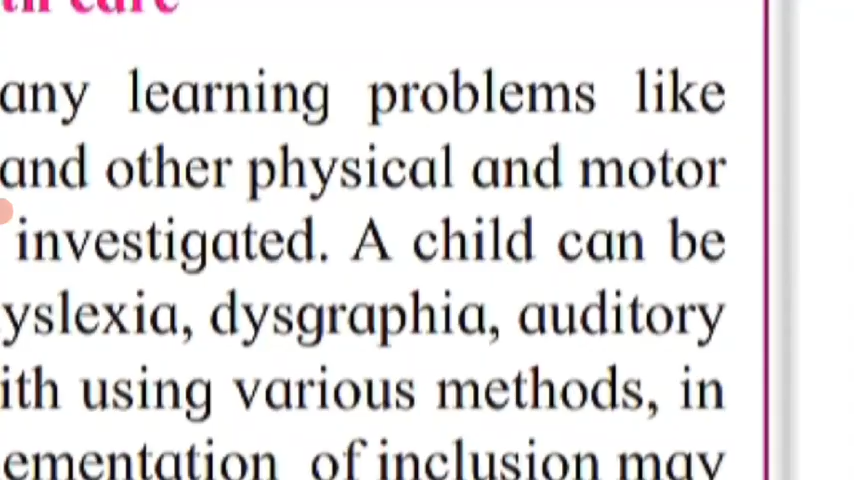 care
any learning problems like
and other physical and motor
investigated. A child can be
yslexia, dysgraphia, auditory
ith using various methods, in
ementation of inclusion may